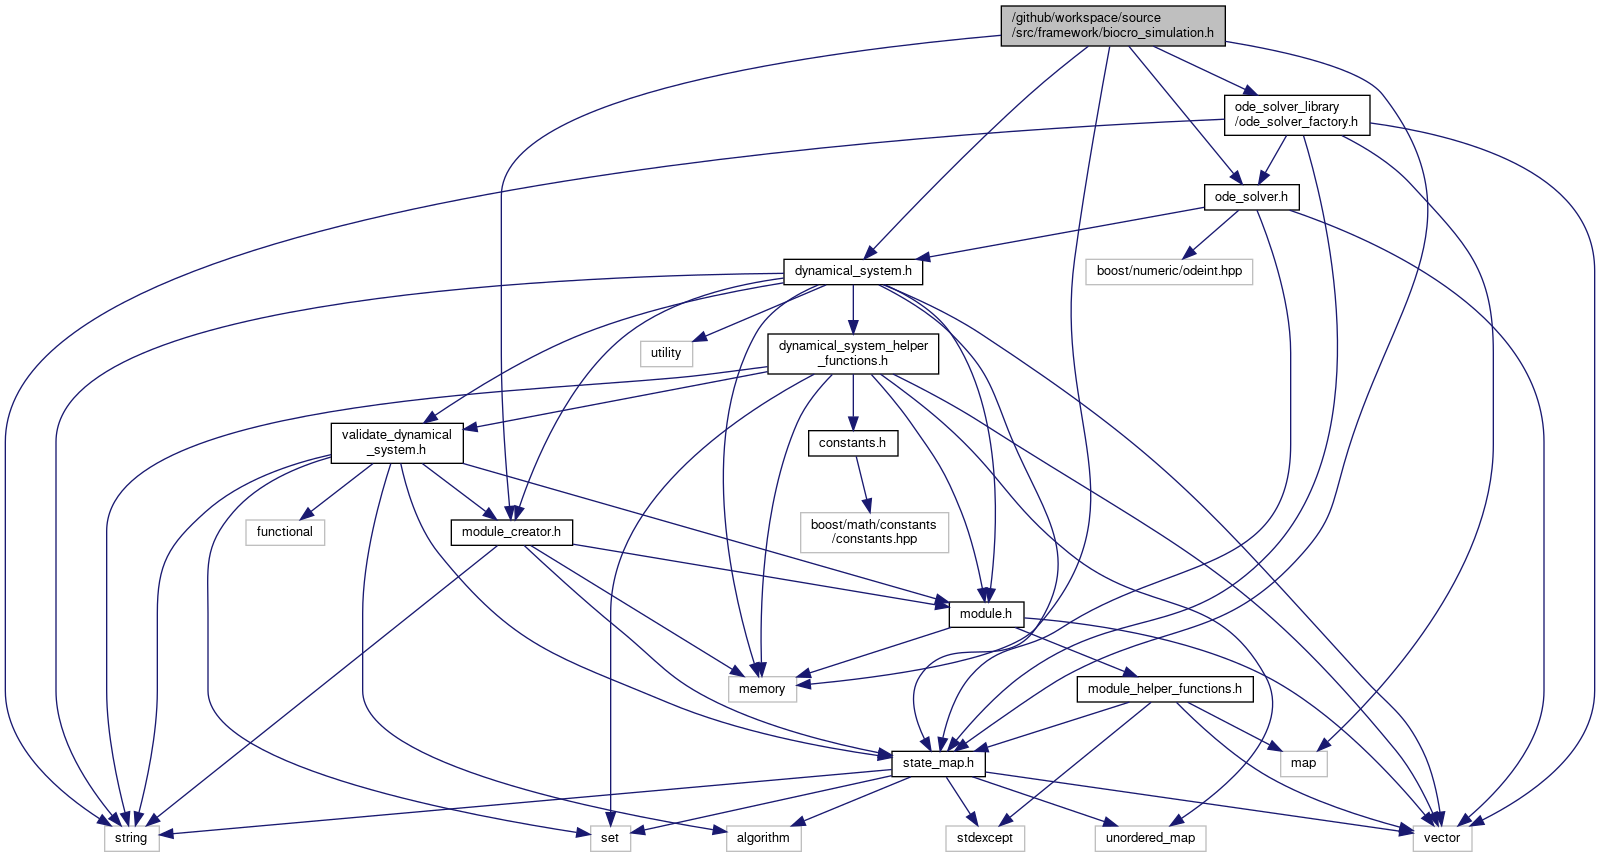 /github/workspace/source
/src/framework/biocro_simulation.h
ode_solver_library
/ode_solver_factory.h
ode_solver.h
dynamical_system.h
boost/numeric/odeint.hpp
utility
dynamical_system_helper
_functions.h
validate_dynamical
_system.h
constants.h
functional
module_creator.h
boost/math/constants
/constants.hpp
module.h
memory
module_helper_functions.h
state_map.h
map
string
set
algorithm
stdexcept
unordered_map
vector